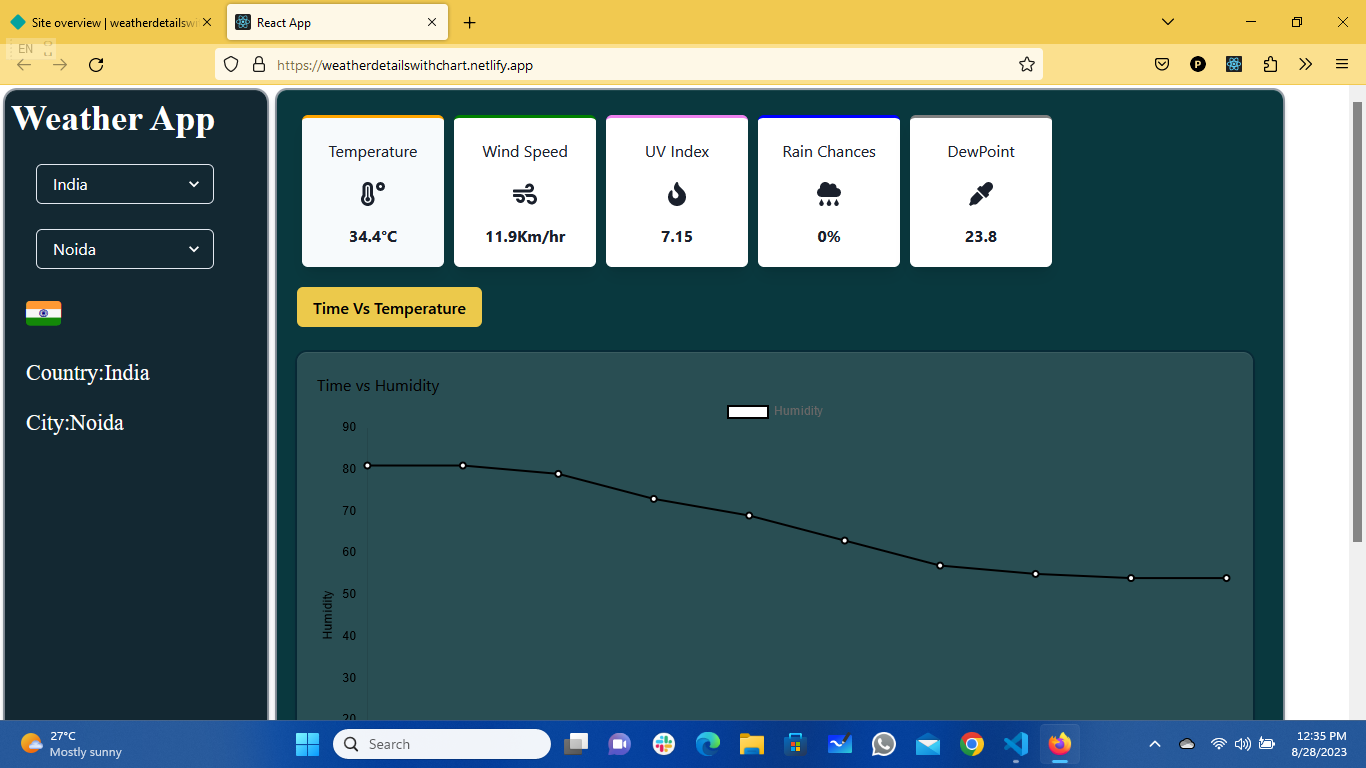 Site overview | weatherdetailswi
React App
EN
https://weatherdetailswithchart.netlify.app
P
Weather App
India
Noida
Country:India
City:Noida
Temperature
34.4°C
Wind Speed
11.9Km/hr
UV Index
7.15
Rain Chances
0%
DewPoint
23.8
Time Vs Temperature
Time vs Humidity
Humidity
90
80
70
60
50
40
30
20
Humidity
27°C
Mostly sunny
Search
12:35 PM
8/28/2023